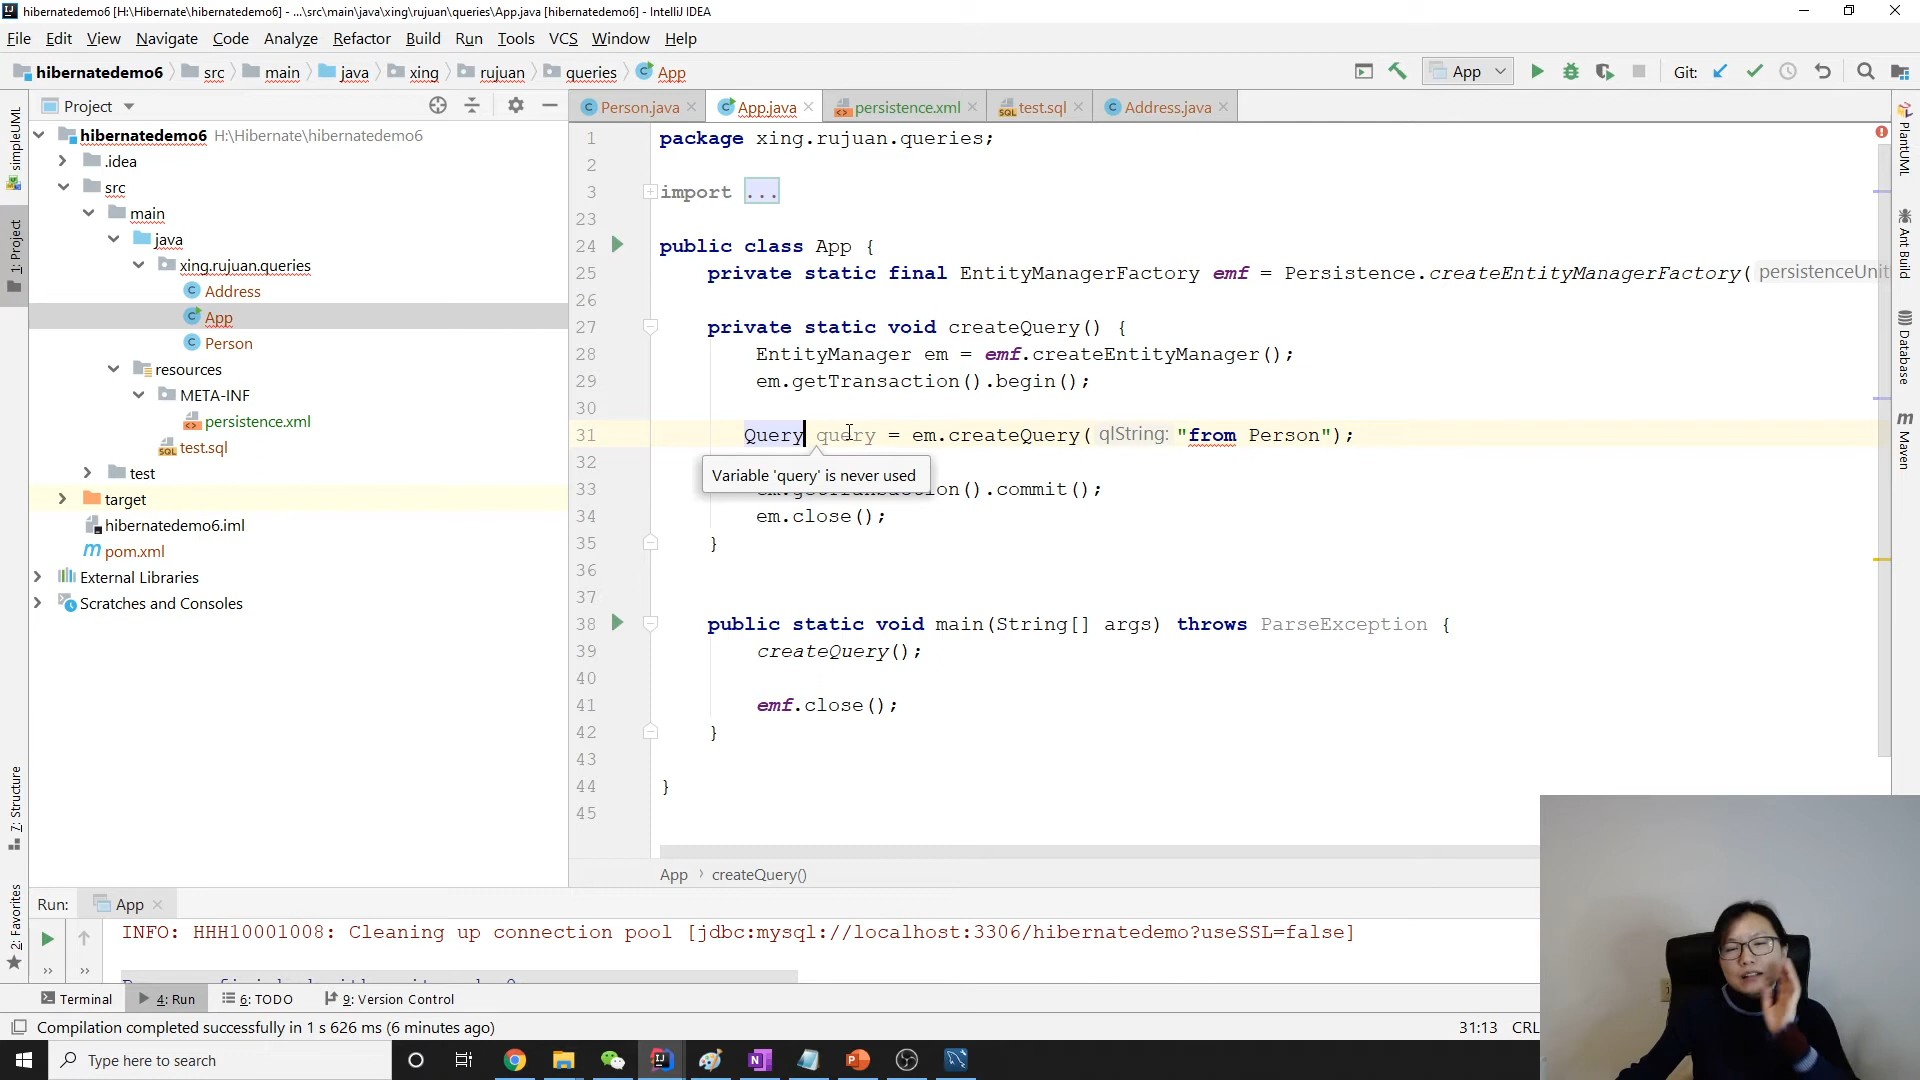 hibernatedemo6 [H:\Hibernate\hibernatedemo6] - ...\src\main\java\xing\rujuan\queries\App.java [hibernatedemo6] - IntelliJ IDEA
File Edit View Navigate Code Analyze Refactor Build Run Tools VCS Window Help
hibernatedemo6 src main java xing rujuan queries App
App Git:
Project
Person.java App.java persistence.xml test.sql Address.java
simpleUML
1: Project
7: Structure
2: Favorites
hibernatedemo6 H:\Hibernate\hibernatedemo6
.idea
src
main
java
xing.rujuan.queries
Address
App
Person
resources
META-INF
persistence.xml
test.sql
test
target
hibernatedemo6.iml
pom.xml
External Libraries
Scratches and Consoles
1 package xing.rujuan.queries;
2
3 import ...
23
24 public class App {
25 private static final EntityManagerFactory emf = Persistence.createEntityManagerFactory( persistenceUnit
26
27 private static void createQuery() {
28 EntityManager em = emf.createEntityManager();
29 em.getTransaction().begin();
30
31 Query query = em.createQuery( qlString: "from Person");
32
Variable 'query' is never used
33 em.getTransaction().commit();
34 em.close();
35 }
36
37
38 public static void main(String[] args) throws ParseException {
39 createQuery();
40
41 emf.close();
42 }
43
44 }
45
App › createQuery()
PlantUML
Ant Build
Database
Maven
Run: App
INFO: HHH10001008: Cleaning up connection pool [jdbc:mysql://localhost:3306/hibernatedemo?useSSL=false]
Terminal 4: Run 6: TODO 9: Version Control
Compilation completed successfully in 1 s 626 ms (6 minutes ago)
31:13 CRL
Type here to search